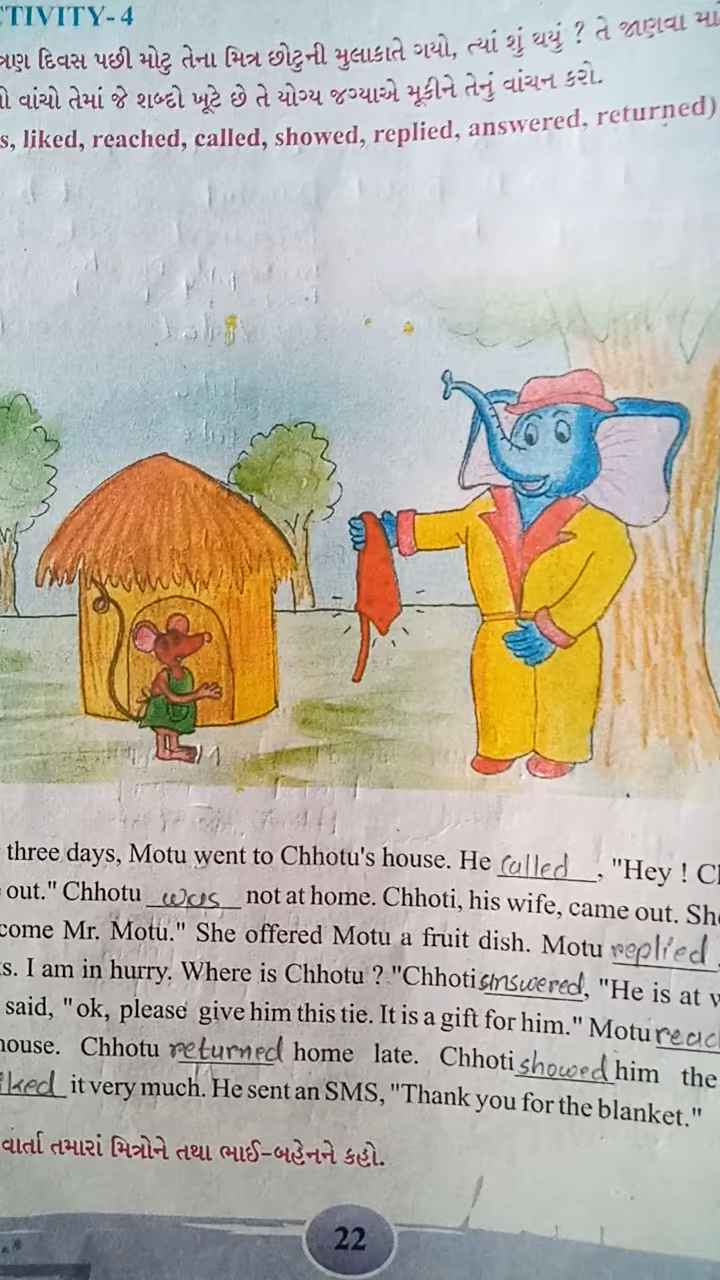 CTIVITY-4
ત્રણ દિવસ પછી મોટુ તેના મિત્ર છોટુની મુલાકાતે ગયો, ત્યાં શું થયું ? તે જાણવા મા
વાંચો તેમાં જે શબ્દો ખૂટે છે તે યોગ્ય જગ્યાએ મૂકીને તેનું વાંચન કરો.
s, liked, reached, called, showed, replied, answered, returned)
three days, Motu went to Chhotu's house. He called, "Hey ! Cl
out." Chhotu was not at home. Chhoti, his wife, came out. She
come Mr. Motu." She offered Motu a fruit dish. Motu replied
s. I am in hurry. Where is Chhotu ? "Chhoti answered, "He is at w
said, "ok, please give him this tie. It is a gift for him." Motu reac
house. Chhotu returned home late. Chhoti showed him the
iked it very much. He sent an SMS, "Thank you for the blanket."
વાર્તા તમારાં મિત્રોને તથા ભાઈ-બહેનને કહો.
22